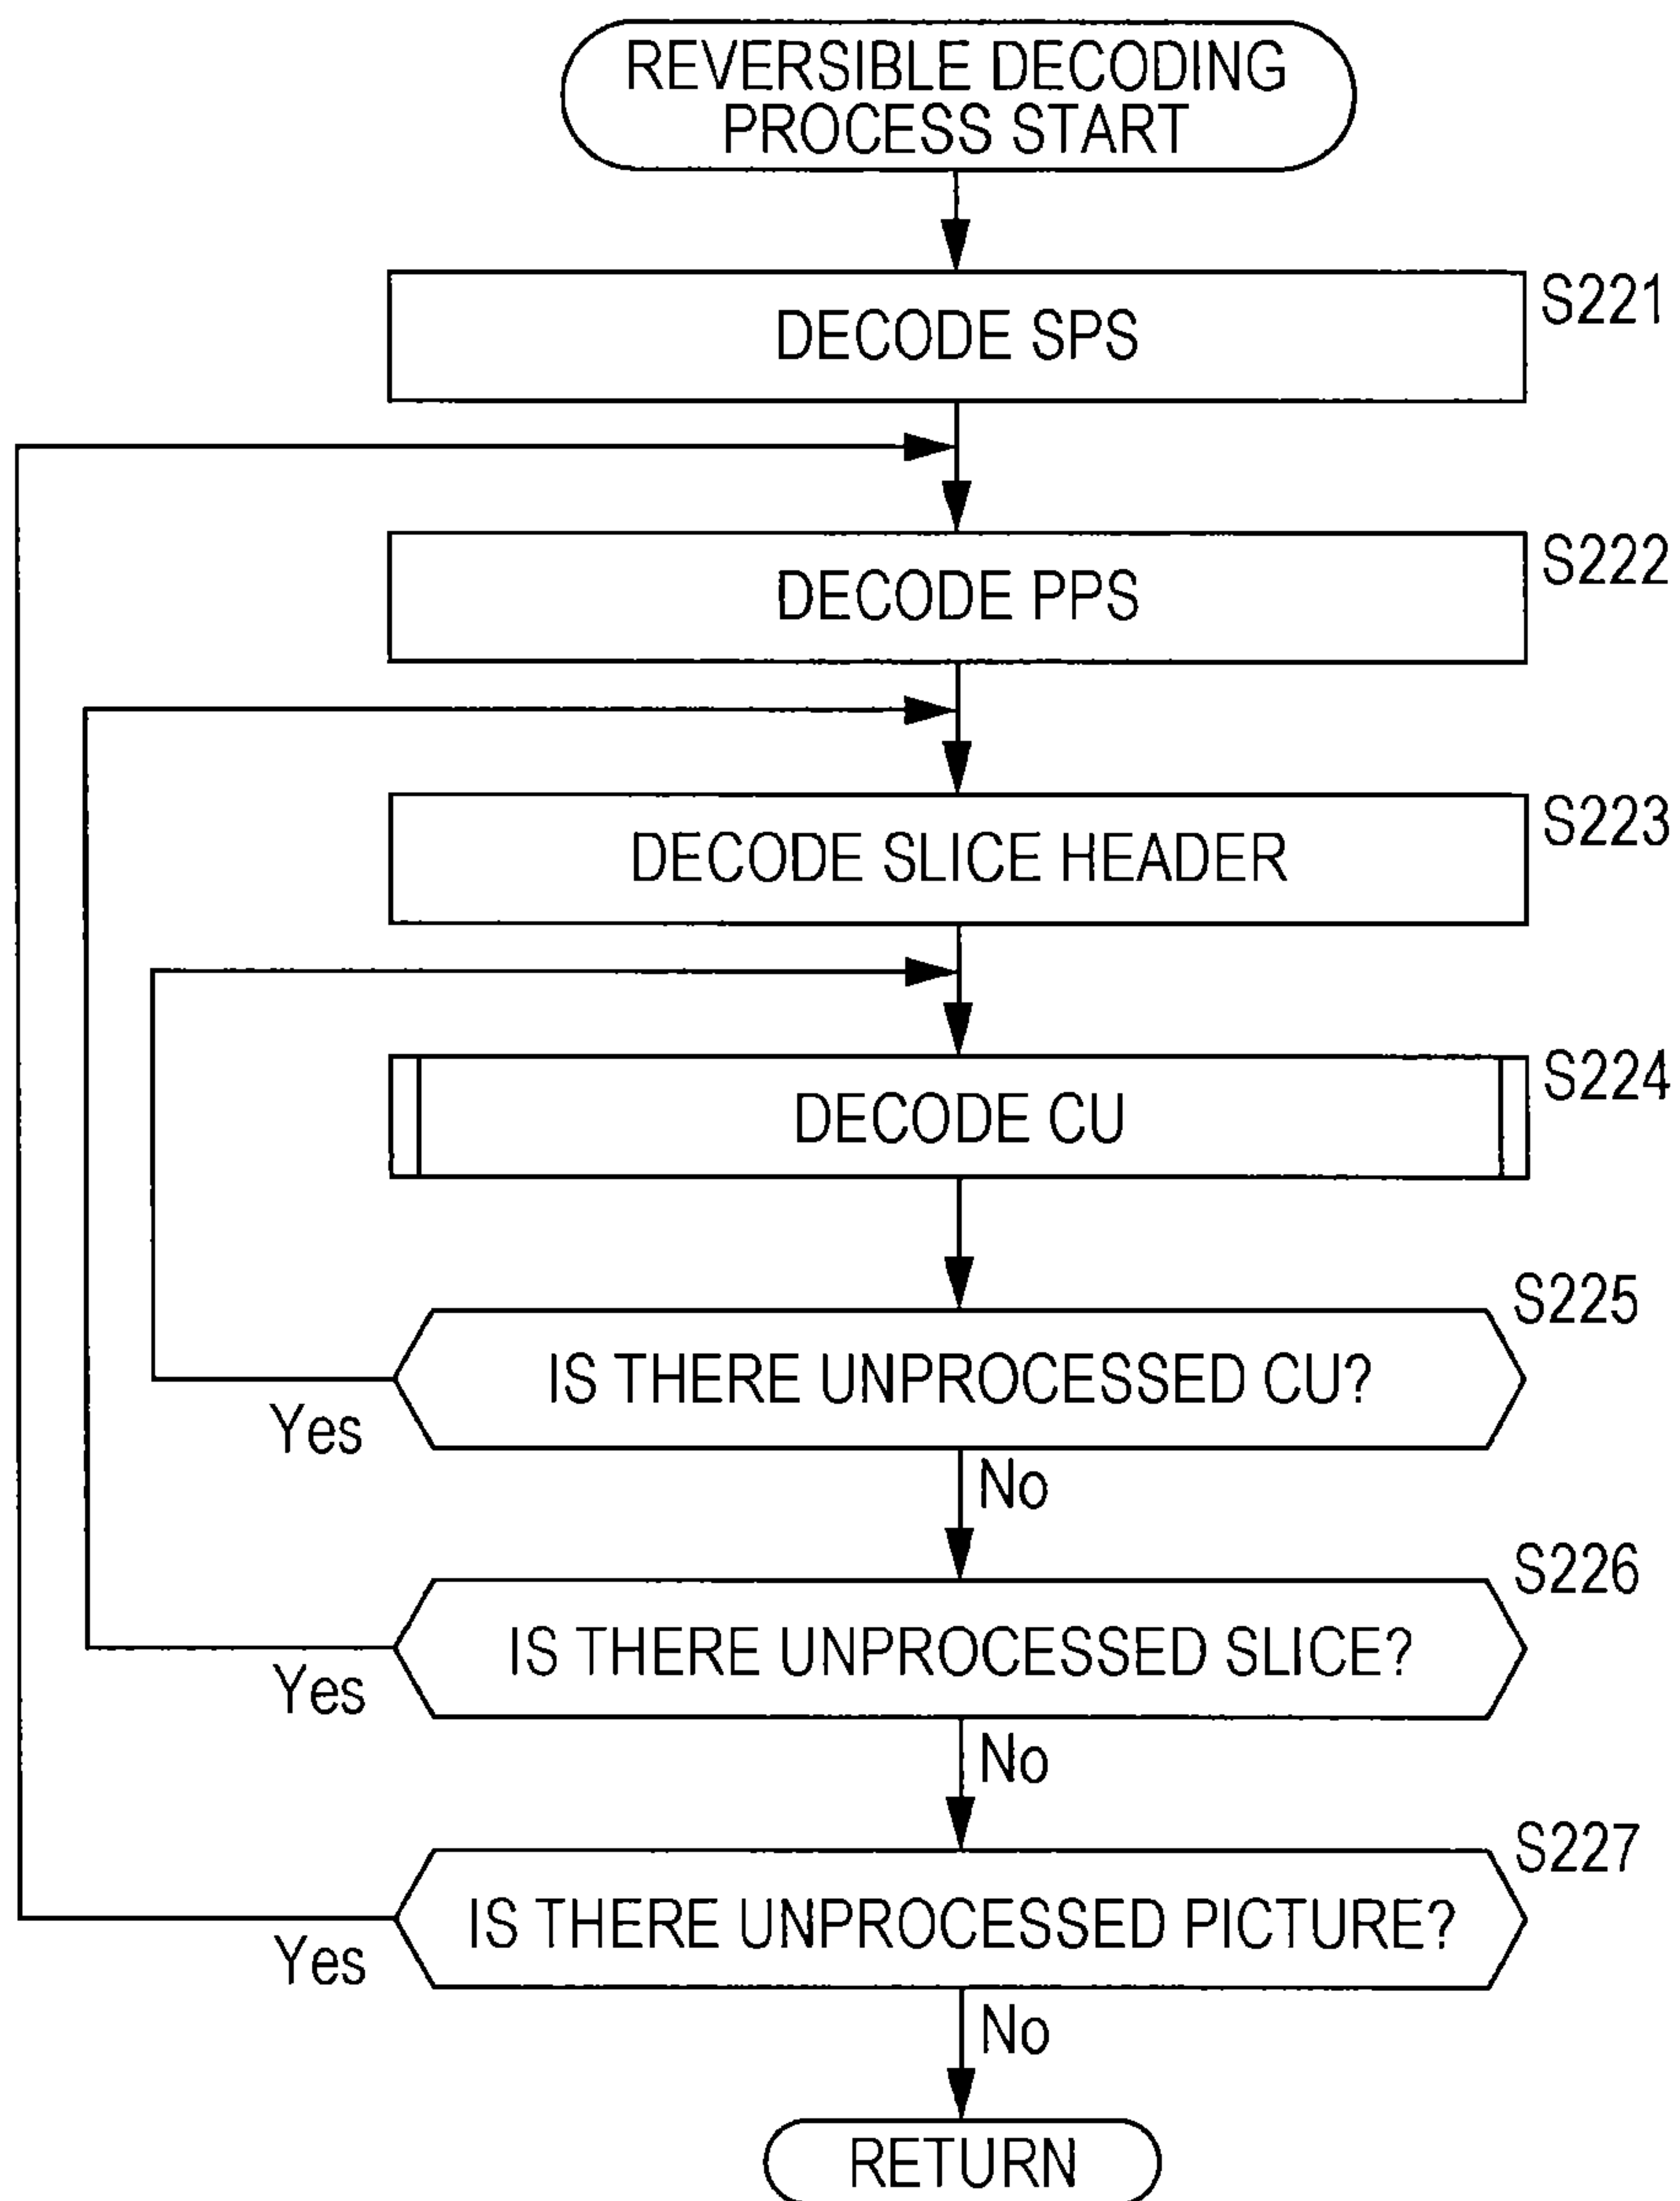 REVERSIBLE DECODING
PROCESS START
S221
DECODE SPS
S222
DECODE PPS
S223
DECODE SLICE HEADER
S224
DECODE CU
S225
IS THERE UNPROCESSED CU?
Yes
No
S226
IS THERE UNPROCESSED SLICE?
Yes
No
S227
IS THERE UNPROCESSED PICTURE?
Yes
No
RETURN